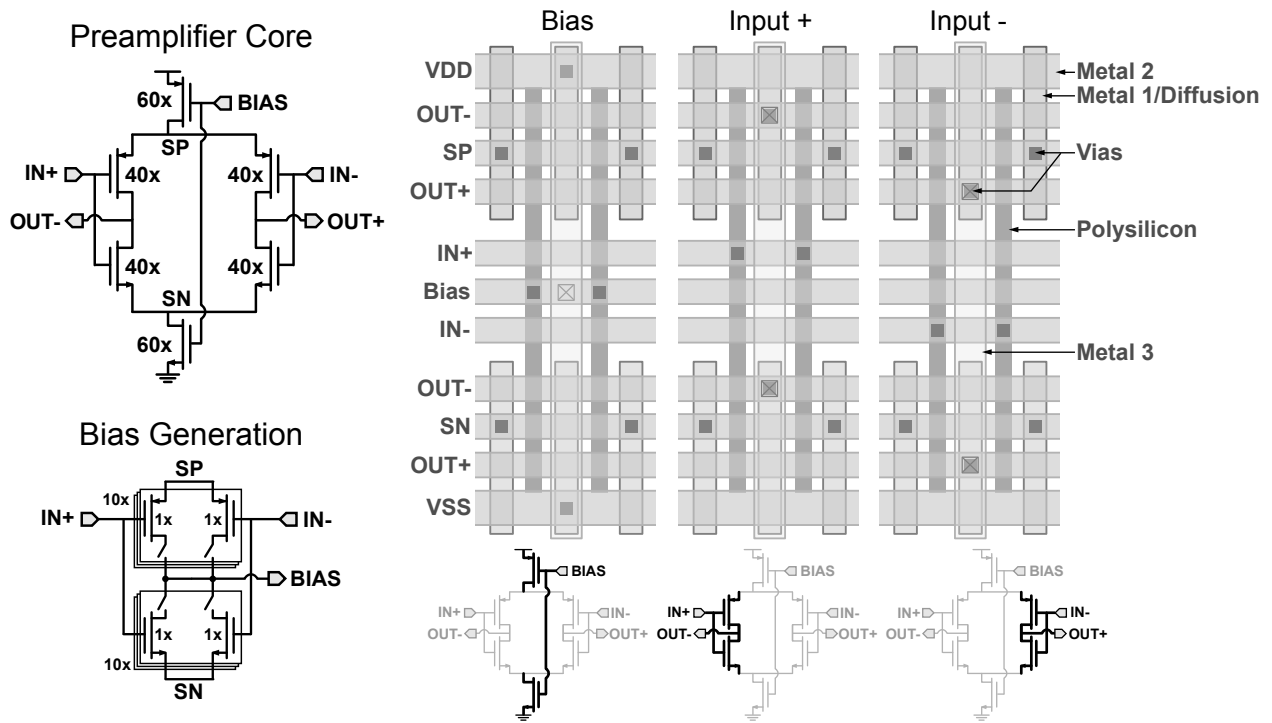 Preamplifier Core
60x
BIAS
SP
IN+
40x
40x
IN-
OUT-
OUT+
40x
40x
SN
60x
Bias Generation
SP
10x
IN+
1x
1x
IN-
BIAS
1x
1x
10x
SN
Bias
Input +
Input -
VDD
Metal 2
Metal 1/Diffusion
OUT-
SP
Vias
OUT+
Polysilicon
IN+
Bias
IN-
Metal 3
OUT-
SN
OUT+
VSS
BIAS
IN+
IN-
OUT-
OUT+
BIAS
IN+
IN-
OUT-
OUT+
BIAS
IN+
IN-
OUT-
OUT+